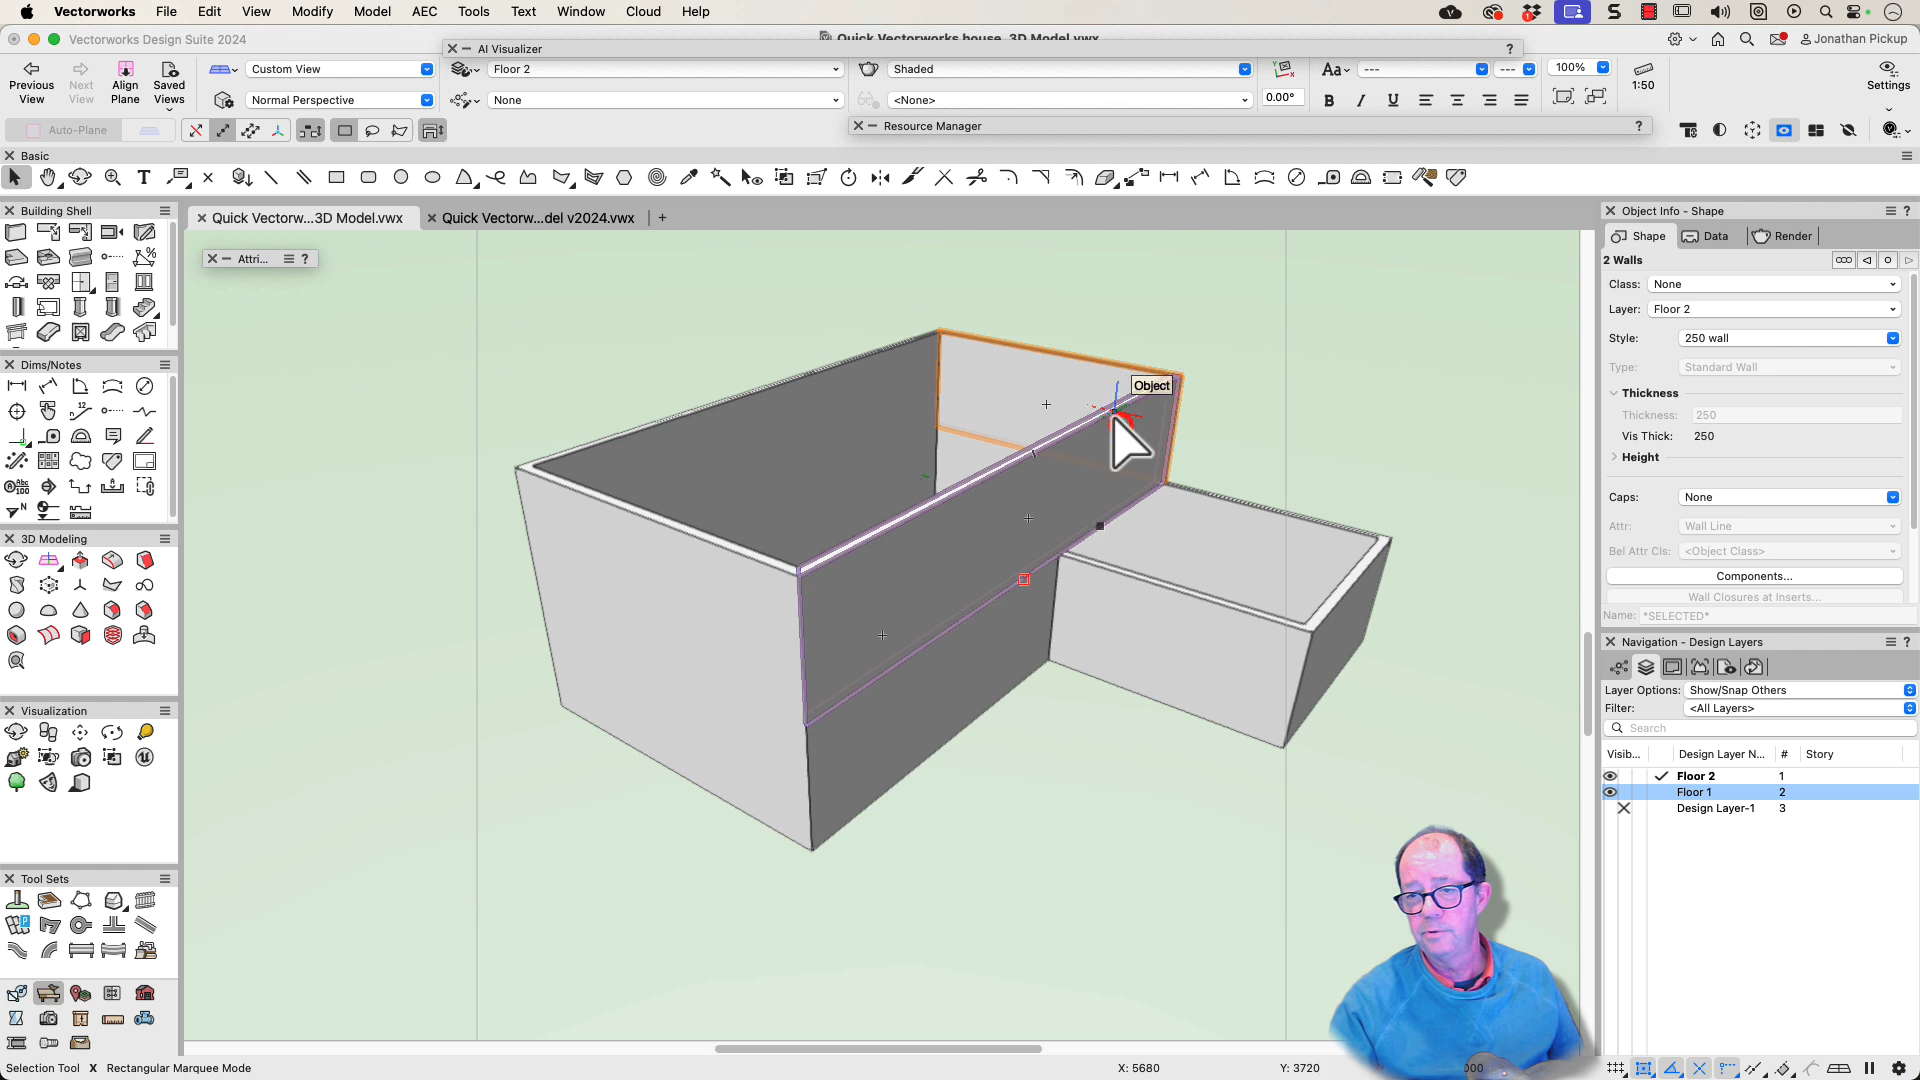 Vectorworks File Edit View Modify Model AEC Tools Text Window Cloud Help
Vectorworks Design Suite 2024
Quick Vectorworks house 3D Model.vwx
Jonathan Pickup
AI Visualizer ?
Previous View
Next View
Align Plane
Saved Views
Custom View
Normal Perspective
Floor 2
None
Shaded
<None>
0.00°
Aa
---
---
100%
B I U
1:50
Settings
Auto-Plane
Resource Manager ?
Basic
Building Shell
Quick Vectorw...3D Model.vwx
Quick Vectorw...del v2024.vwx
+
Attri... ?
Dims/Notes
3D Modeling
Visualization
Tool Sets
Object
Object Info - Shape ?
Shape Data Render
2 Walls
Class: None
Layer: Floor 2
Style: 250 wall
Type: Standard Wall
Thickness
Thickness: 250
Vis Thick: 250
Height
Caps: None
Attr: Wall Line
Bel Attr Cls: <Object Class>
Components...
Wall Closures at Inserts...
Name: *SELECTED*
Navigation - Design Layers ?
Layer Options: Show/Snap Others
Filter: <All Layers>
Search
Visib... Design Layer N... # Story
Floor 2 1
Floor 1 2
Design Layer-1 3
Selection Tool X Rectangular Marquee Mode
X: 5680
Y: 3720